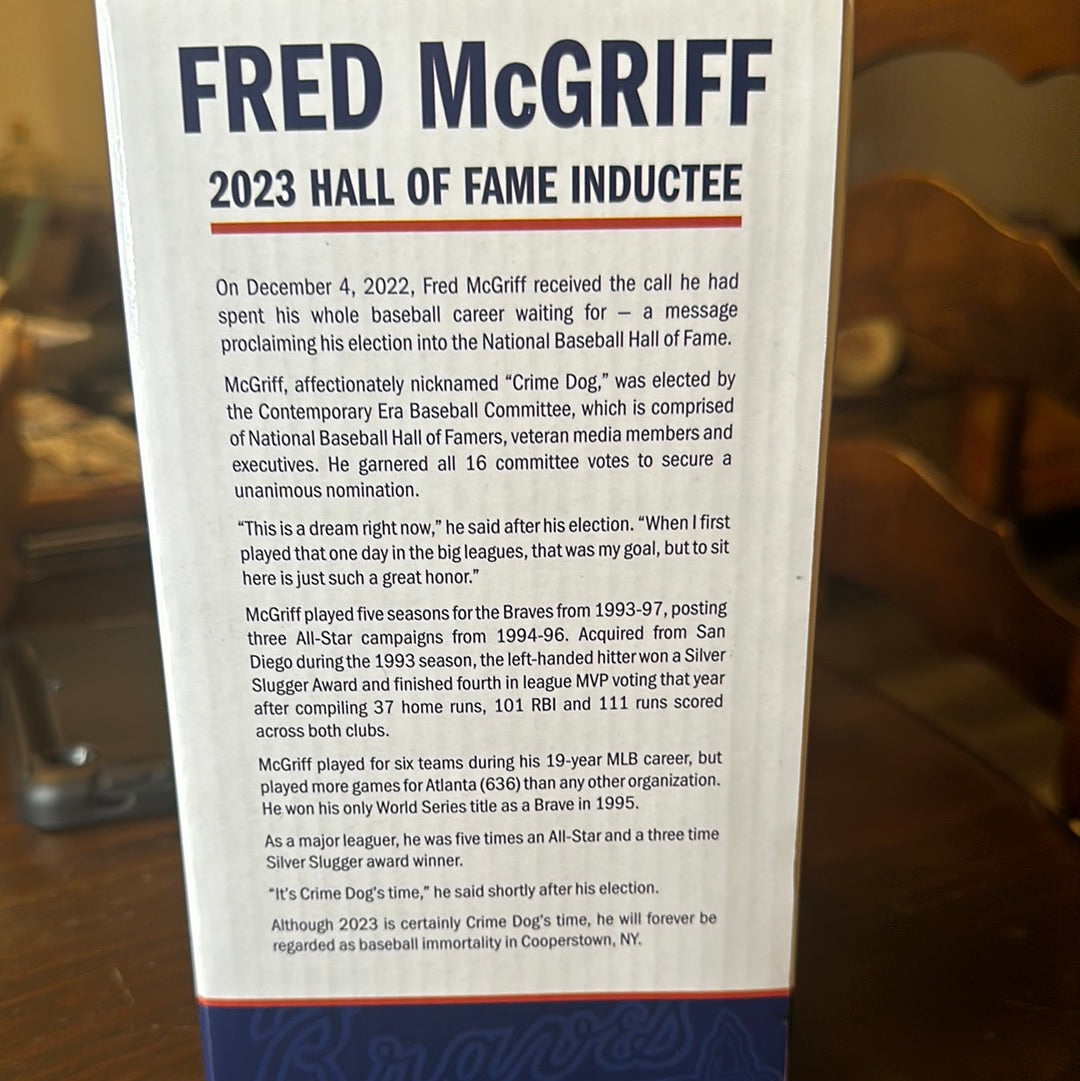 FRED McGRIFF
2023 HALL OF FAME INDUCTEE
On December 4, 2022, Fred McGriff received the call he had
spent his whole baseball career waiting for — a message
proclaiming his election into the National Baseball Hall of Fame.
McGriff, affectionately nicknamed “Crime Dog,” was elected by
the Contemporary Era Baseball Committee, which is comprised
of National Baseball Hall of Famers, veteran media members and
executives. He garnered all 16 committee votes to secure a
unanimous nomination.
“This is a dream right now,” he said after his election. “When I first
played that one day in the big leagues, that was my goal, but to sit
here is just such a great honor.”
McGriff played five seasons for the Braves from 1993-97, posting
three All-Star campaigns from 1994-96. Acquired from San
Diego during the 1993 season, the left-handed hitter won a Silver
Slugger Award and finished fourth in league MVP voting that year
after compiling 37 home runs, 101 RBI and 111 runs scored
across both clubs.
McGriff played for six teams during his 19-year MLB career, but
played more games for Atlanta (636) than any other organization.
He won his only World Series title as a Brave in 1995.
As a major leaguer, he was five times an All-Star and a three time
Silver Slugger award winner.
“It’s Crime Dog’s time,” he said shortly after his election.
Although 2023 is certainly Crime Dog’s time, he will forever be
regarded as baseball immortality in Cooperstown, NY.
Braves